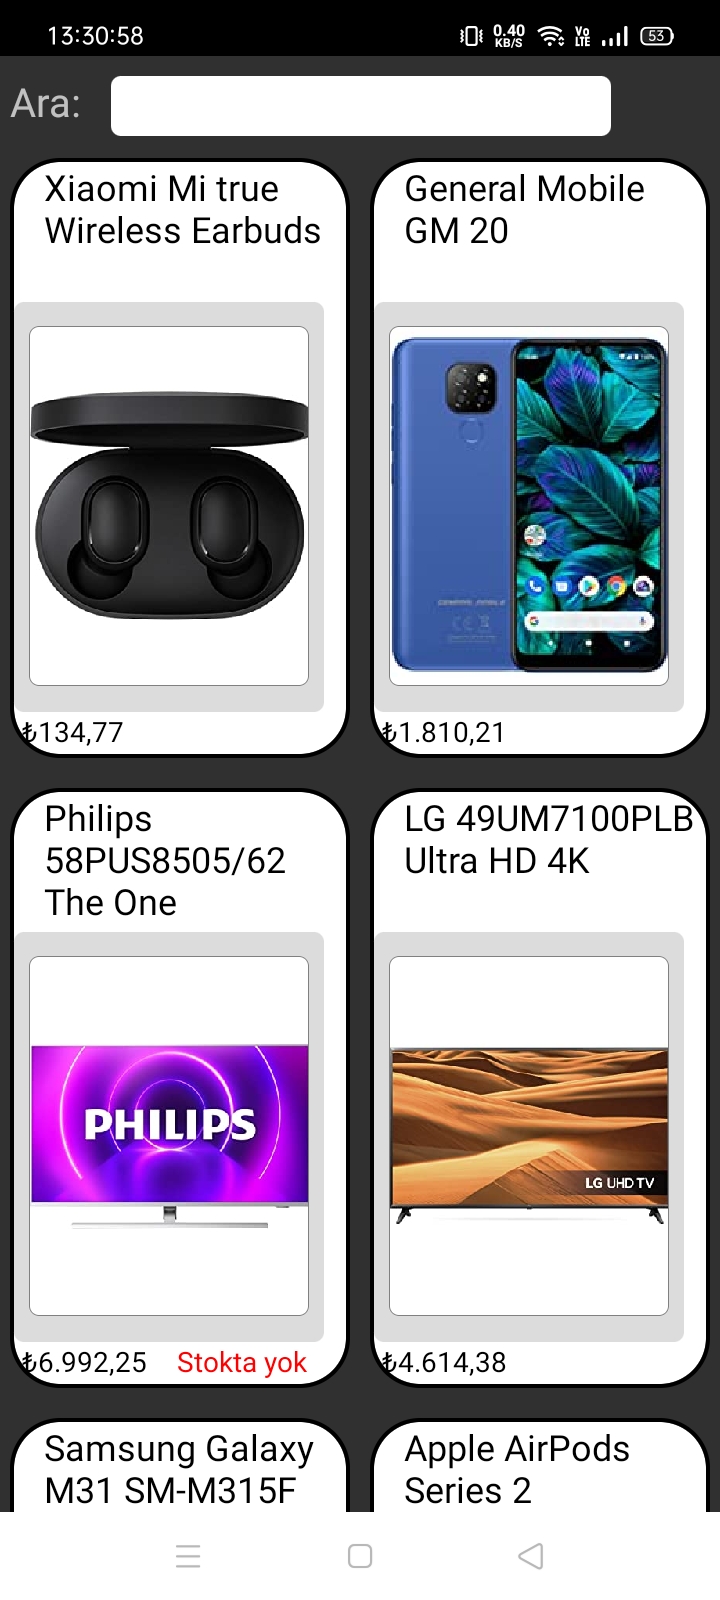 13:30:58
0.40
KB/S
Vo
LTE
53
Ara:
Xiaomi Mi true
Wireless Earbuds
₺134,77
General Mobile
GM 20
₺1.810,21
Philips
58PUS8505/62
The One
PHILIPS
₺6.992,25 Stokta yok
LG 49UM7100PLB
Ultra HD 4K
LG UHD TV
₺4.614,38
Samsung Galaxy
M31 SM-M315F
Apple AirPods
Series 2